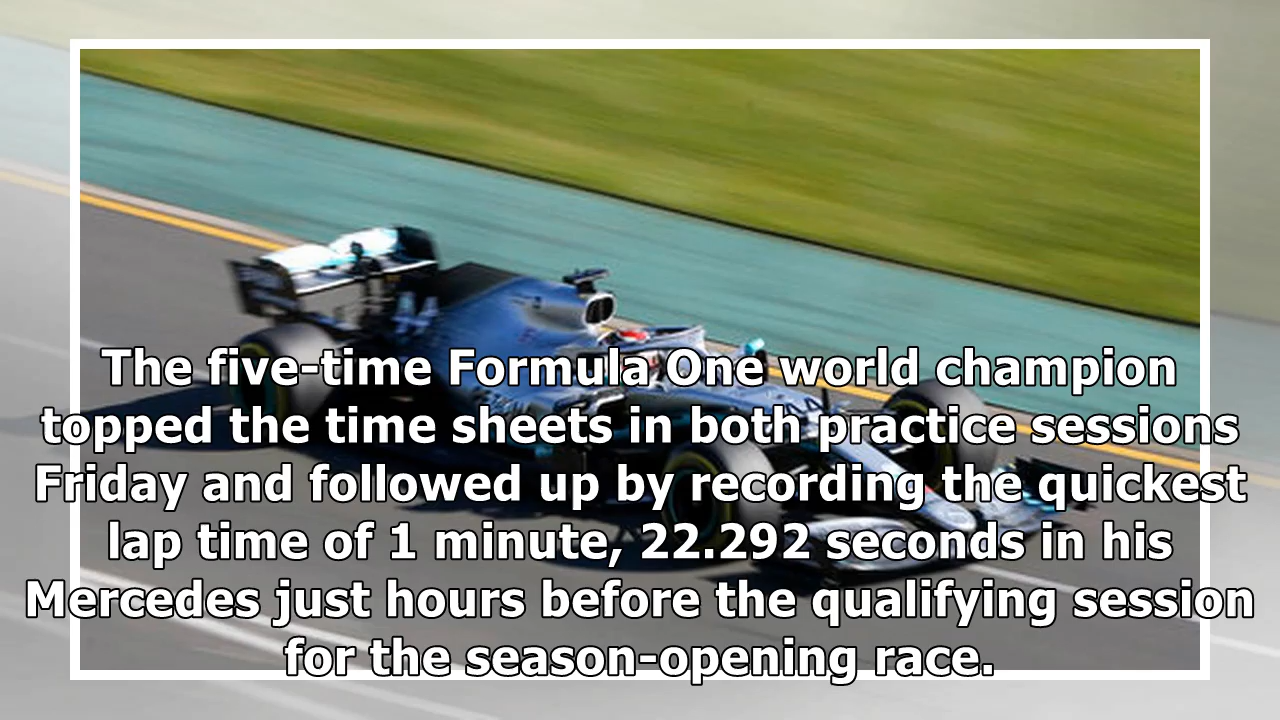 The five-time Formula One world champion
topped the time sheets in both practice sessions
Friday and followed up by recording the quickest
lap time of 1 minute, 22.292 seconds in his
Mercedes just hours before the qualifying session
for the season-opening race.
44